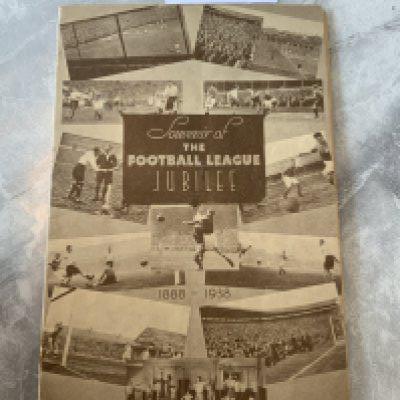 Souvenir of
THE
FOOTBALL LEAGUE
JUBILEE
1888 - 1938